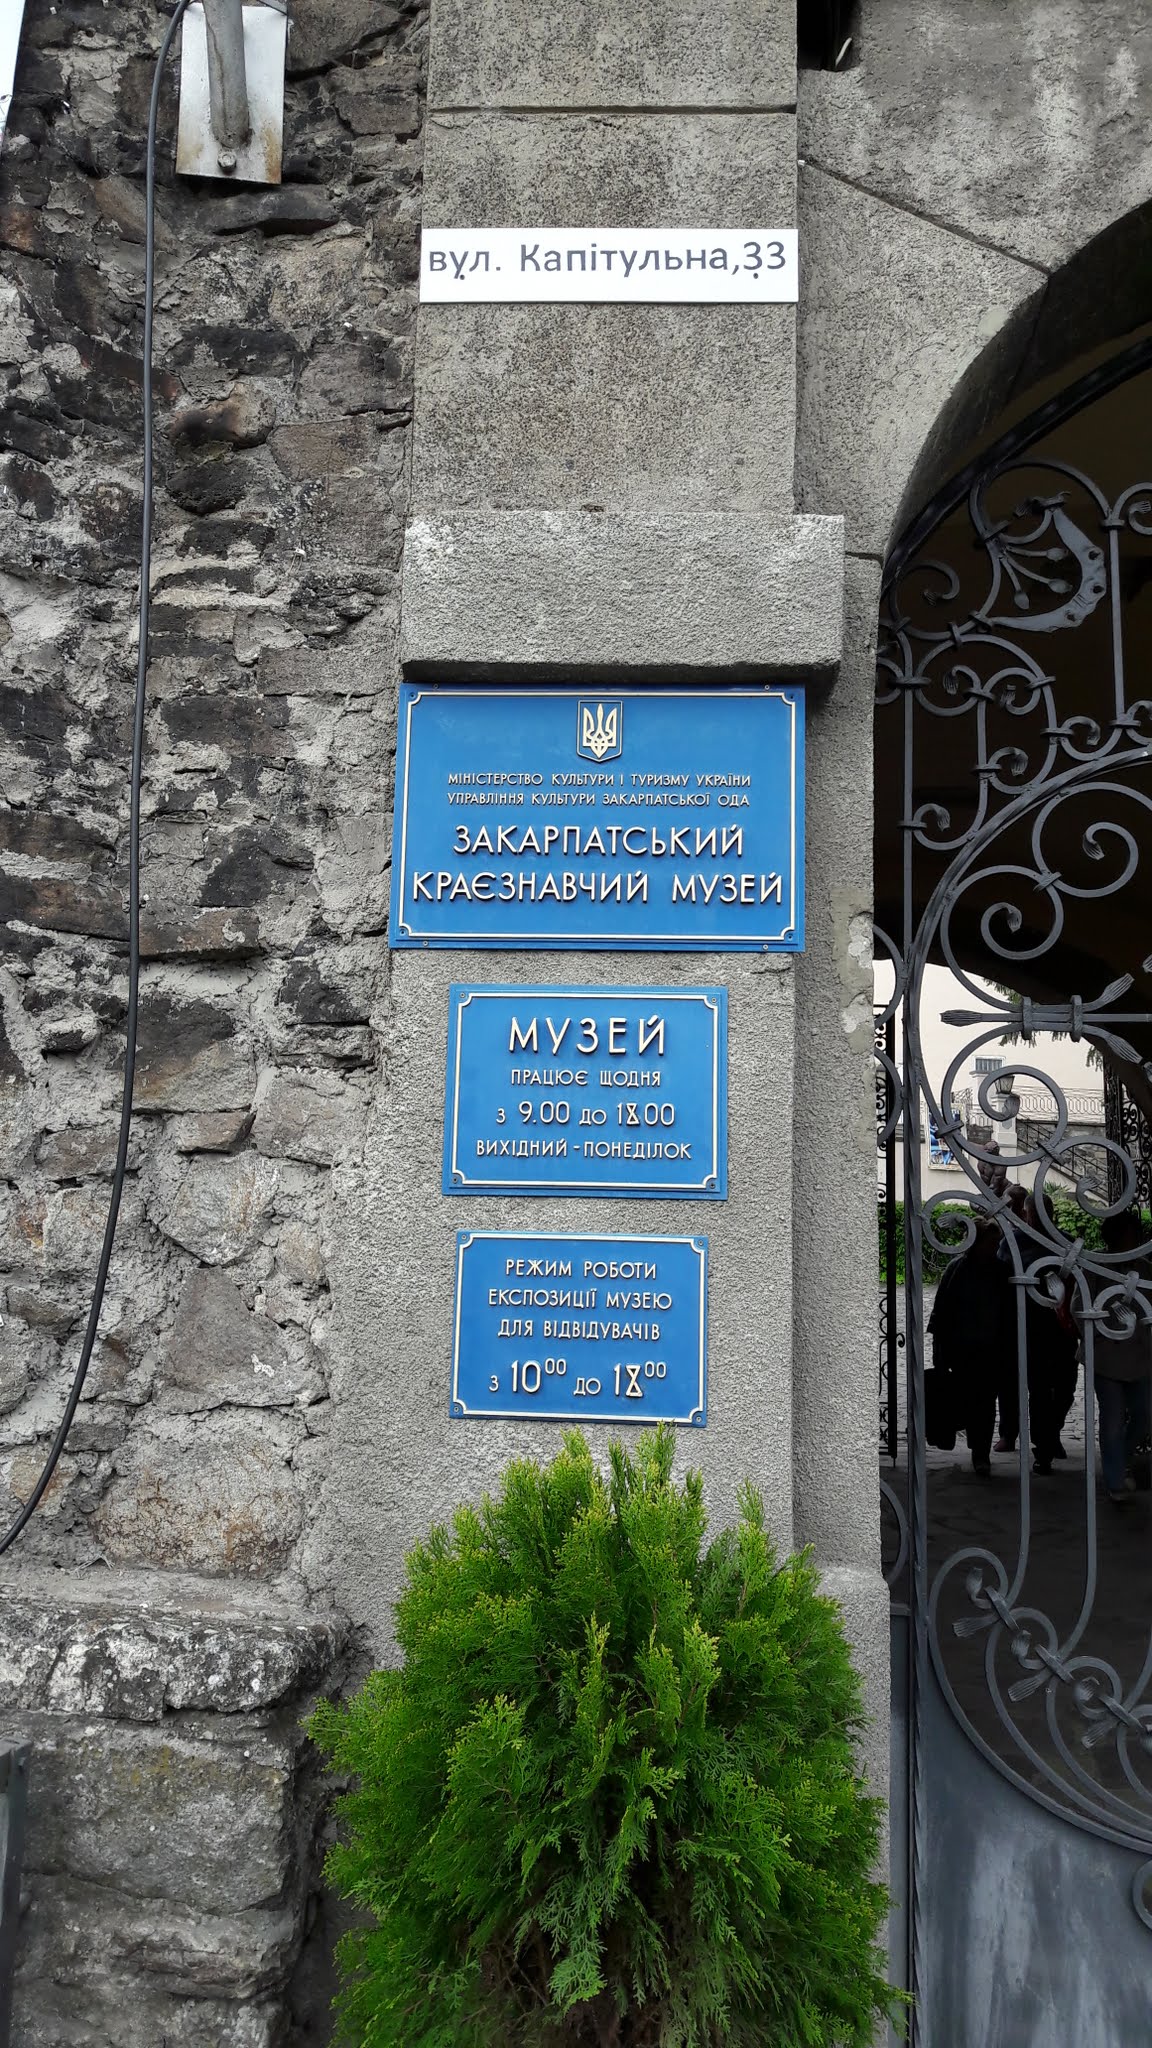 вул. Капітульна,33
МІНІСТЕРСТВО КУЛЬТУРИ І ТУРИЗМУ УКРАЇНИ
УПРАВЛІННЯ КУЛЬТУРИ ЗАКАРПАТСЬКОЇ ОДА
ЗАКАРПАТСЬКИЙ
КРАЄЗНАВЧИЙ МУЗЕЙ
МУЗЕЙ
ПРАЦЮЄ ЩОДНЯ
З 9.00 ДО 18.00
ВИХІДНИЙ - ПОНЕДІЛОК
РЕЖИМ РОБОТИ
ЕКСПОЗИЦІЇ МУЗЕЮ
ДЛЯ ВІДВІДУВАЧІВ
З 10⁰⁰ ДО 18⁰⁰